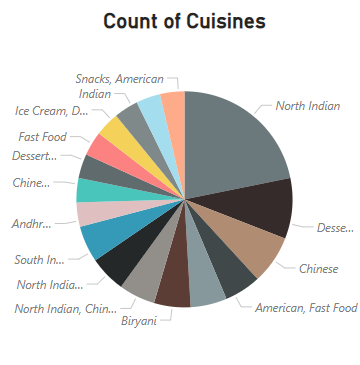 Count of Cuisines
Snacks, American
Indian
Ice Cream, D...
Fast Food
Dessert...
Chine...
Andhr...
South In...
North India...
North Indian, Chin...
Biryani
North Indian
Desse...
Chinese
American, Fast Food